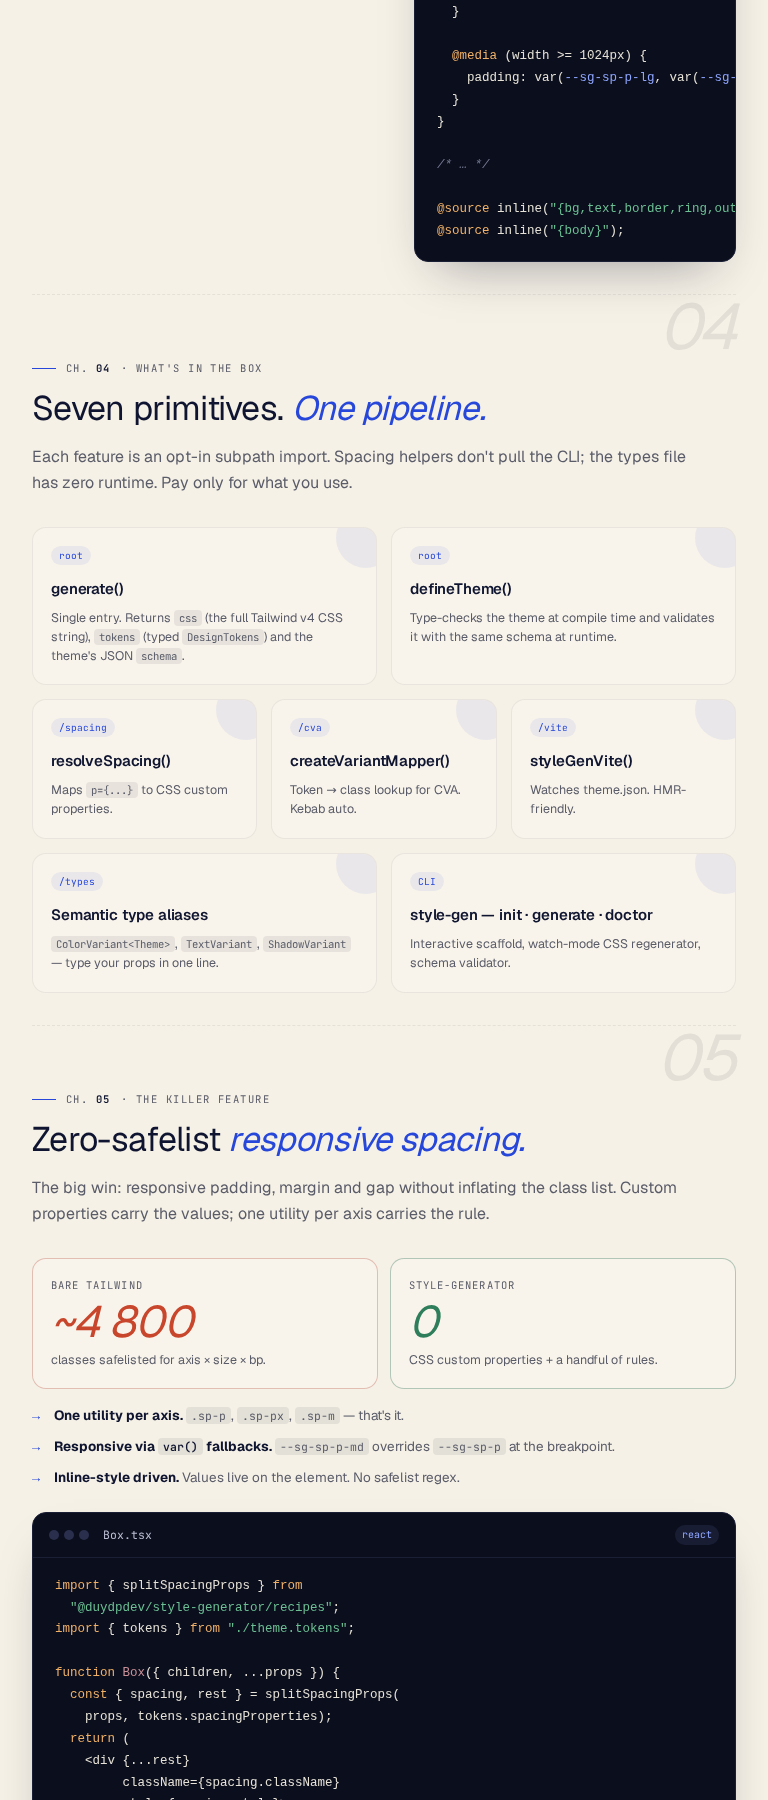 }
@media (width >= 1024px) {
padding: var(--sg-sp-p-lg, var(--sg-
}
}
/* … */
@source inline("{bg,text,border,ring,out
@source inline("{body}");
04
CH. 04 · WHAT'S IN THE BOX
Seven primitives. One pipeline.
Each feature is an opt-in subpath import. Spacing helpers don't pull the CLI; the types file
has zero runtime. Pay only for what you use.
root
generate()
Single entry. Returns css (the full Tailwind v4 CSS
string), tokens (typed DesignTokens) and the
theme's JSON schema.
root
defineTheme()
Type-checks the theme at compile time and validates
it with the same schema at runtime.
/spacing
resolveSpacing()
Maps p={...} to CSS custom
properties.
/cva
createVariantMapper()
Token → class lookup for CVA.
Kebab auto.
/vite
styleGenVite()
Watches theme.json. HMR-
friendly.
/types
Semantic type aliases
ColorVariant<Theme>, TextVariant, ShadowVariant
— type your props in one line.
CLI
style-gen — init · generate · doctor
Interactive scaffold, watch-mode CSS regenerator,
schema validator.
05
CH. 05 · THE KILLER FEATURE
Zero-safelist responsive spacing.
The big win: responsive padding, margin and gap without inflating the class list. Custom
properties carry the values; one utility per axis carries the rule.
BARE TAILWIND
~4 800
classes safelisted for axis × size × bp.
STYLE-GENERATOR
0
CSS custom properties + a handful of rules.
→ One utility per axis. .sp-p, .sp-px, .sp-m — that's it.
→ Responsive via var() fallbacks. --sg-sp-p-md overrides --sg-sp-p at the breakpoint.
→ Inline-style driven. Values live on the element. No safelist regex.
Box.tsx
react
import { splitSpacingProps } from
"@duydpdev/style-generator/recipes";
import { tokens } from "./theme.tokens";
function Box({ children, ...props }) {
const { spacing, rest } = splitSpacingProps(
props, tokens.spacingProperties);
return (
<div {...rest}
className={spacing.className}